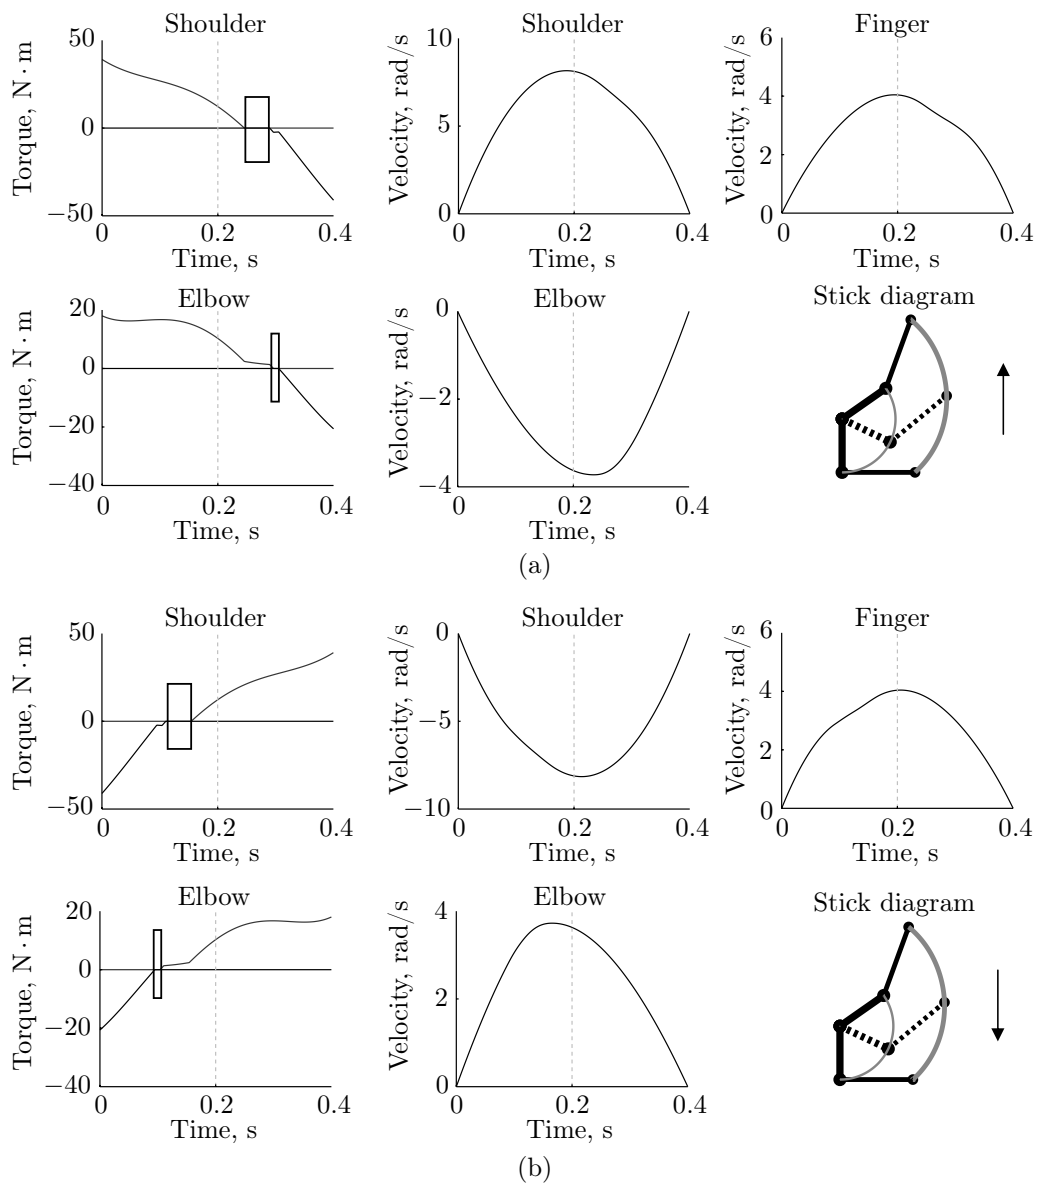 Shoulder
Shoulder
Finger
Torque, N · m
50
0
−50
0
0.2
0.4
Time, s
Velocity, rad/s
10
5
0
0
0.2
0.4
Time, s
Velocity, rad/s
6
4
2
0
0
0.2
0.4
Time, s
Elbow
Elbow
Stick diagram
Torque, N · m
20
0
−20
−40
0
0.2
0.4
Time, s
Velocity, rad/s
0
−2
−4
0
0.2
0.4
Time, s
(a)
Shoulder
Shoulder
Finger
Torque, N · m
50
0
−50
0
0.2
0.4
Time, s
Velocity, rad/s
0
−5
−10
0
0.2
0.4
Time, s
Velocity, rad/s
6
4
2
0
0
0.2
0.4
Time, s
Elbow
Elbow
Stick diagram
Torque, N · m
20
0
−20
−40
0
0.2
0.4
Time, s
Velocity, rad/s
4
2
0
0
0.2
0.4
Time, s
(b)